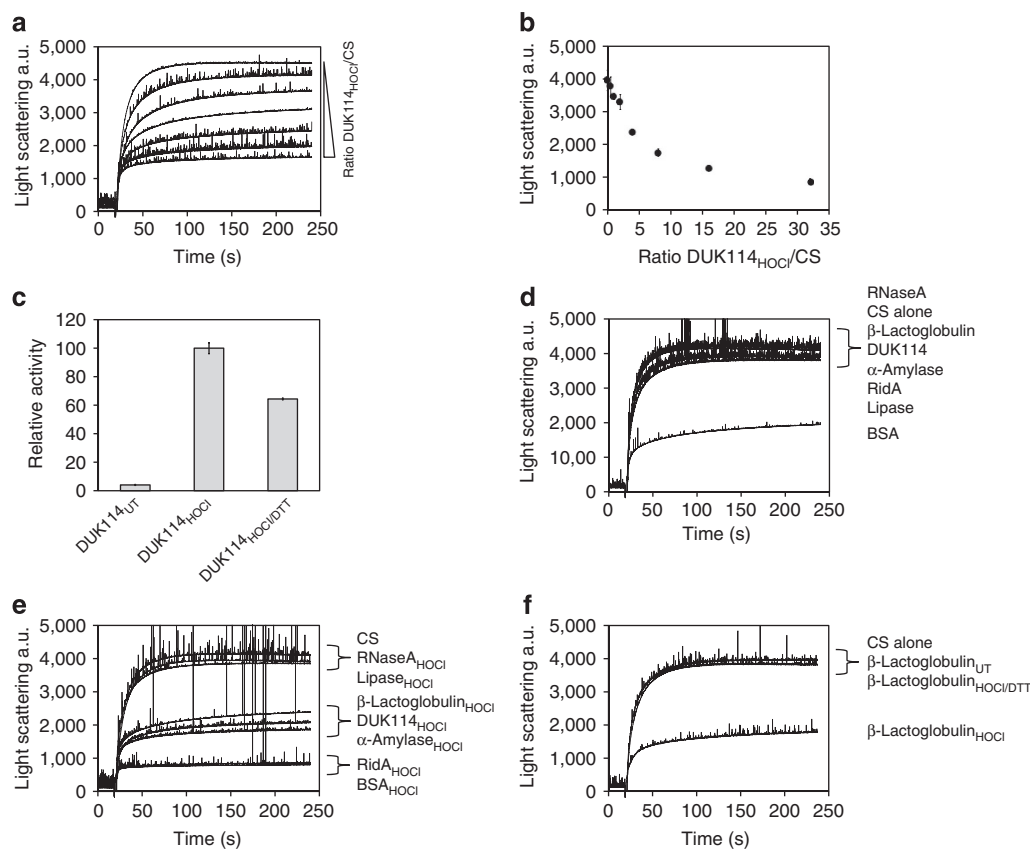 a
Light scattering a.u.
5,000
4,000
3,000
2,000
1,000
0
0 50 100 150 200 250
Time (s)
Ratio DUK114HOCl/CS
b
Light scattering a.u.
5,000
4,000
3,000
2,000
1,000
0
0 5 10 15 20 25 30 35
Ratio DUK114HOCl/CS
c
Relative activity
120
100
80
60
40
20
0
DUK114UT
DUK114HOCl
DUK114HOCl/DTT
d
Light scattering a.u.
5,000
4,000
3,000
2,000
10,00
0
0 50 100 150 200 250
Time (s)
RNaseA
CS alone
β-Lactoglobulin
DUK114
α-Amylase
RidA
Lipase
BSA
e
Light scattering a.u.
5,000
4,000
3,000
2,000
1,000
0
0 50 100 150 200 250
Time (s)
CS
RNaseAHOCl
LipaseHOCl
β-LactoglobulinHOCl
DUK114HOCl
α-AmylaseHOCl
RidAHOCl
BSAHOCl
f
Light scattering a.u.
5,000
4,000
3,000
2,000
1,000
0
0 50 100 150 200 250
Time (s)
CS alone
β-LactoglobulinUT
β-LactoglobulinHOCl/DTT
β-LactoglobulinHOCl